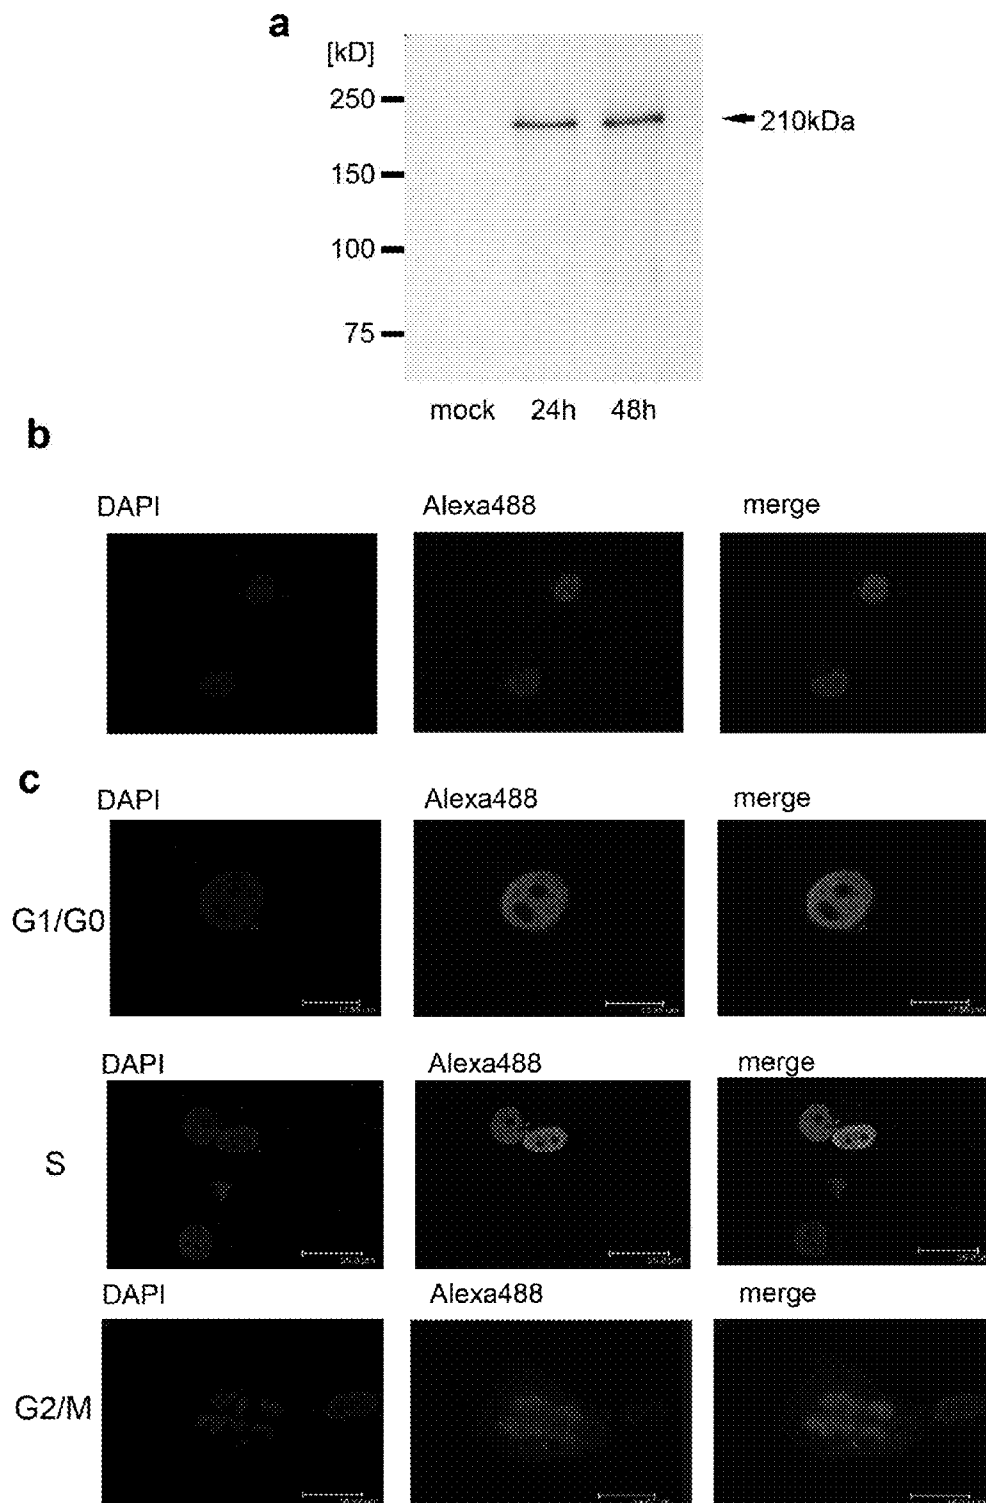 a
[kD]
250
210kDa
150
100
75
mock 24h 48h
b
DAPI Alexa488 merge
c
DAPI Alexa488 merge
G1/G0
DAPI Alexa488 merge
S
DAPI Alexa488 merge
G2/M